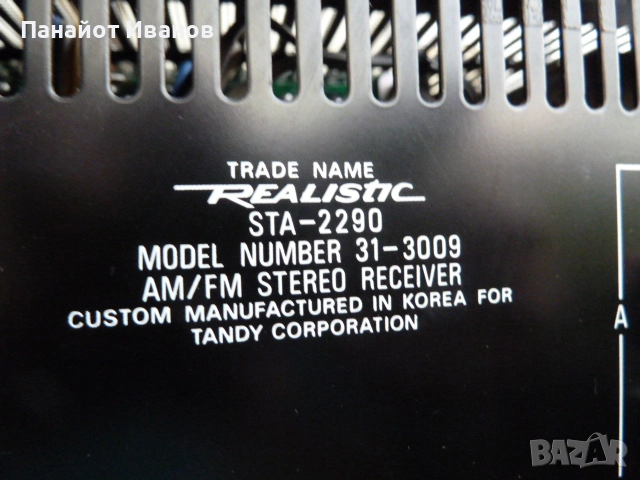 Панайот Иванов
TRADE NAME
REALISTIC
STA-2290
MODEL NUMBER 31-3009
AM/FM STEREO RECEIVER
CUSTOM MANUFACTURED IN KOREA FOR
TANDY CORPORATION
A
BAZAR